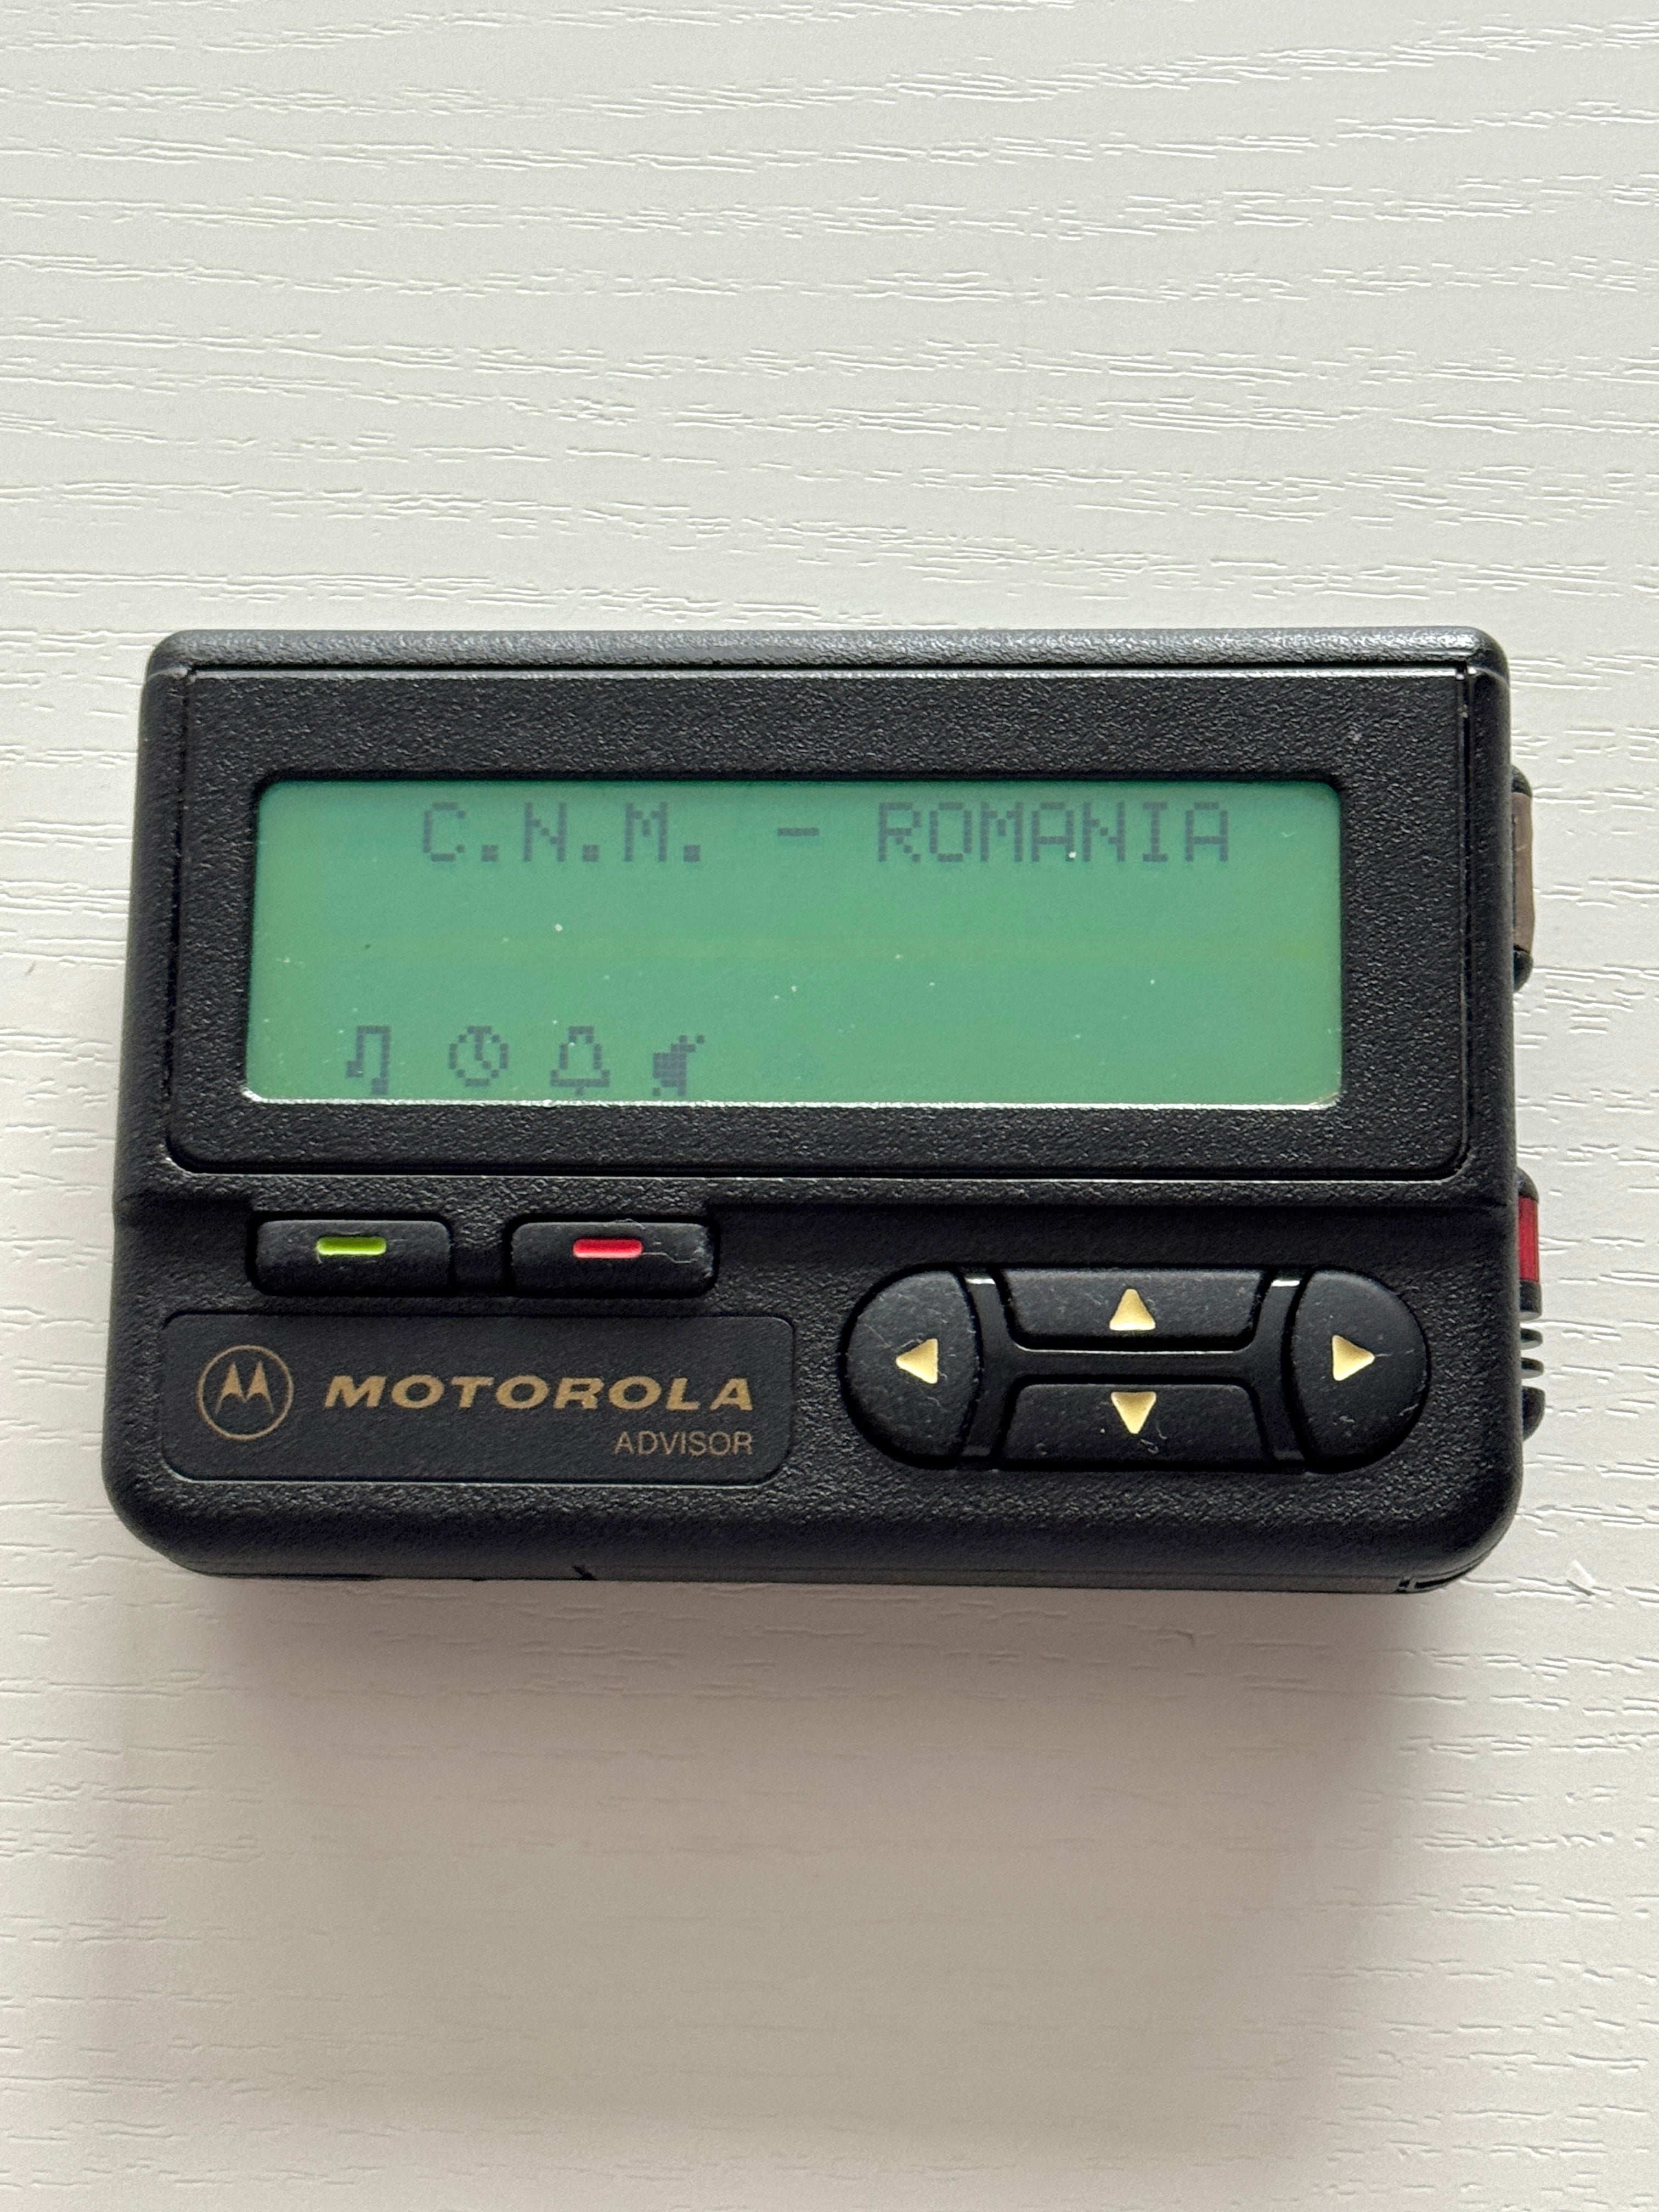 C.N.M. - ROMANIA
MOTOROLA
ADVISOR